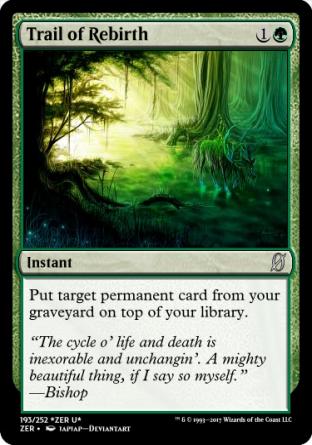 Trail of Rebirth 1
Instant
Put target permanent card from your
graveyard on top of your library.
“The cycle o’ life and death is
inexorable and unchangin’. A mighty
beautiful thing, if I say so myself.”
—Bishop
193/252 *ZER U*
ZER • JAPJAP—Deviantart
™ & © 1993–2017 Wizards of the Coast LLC